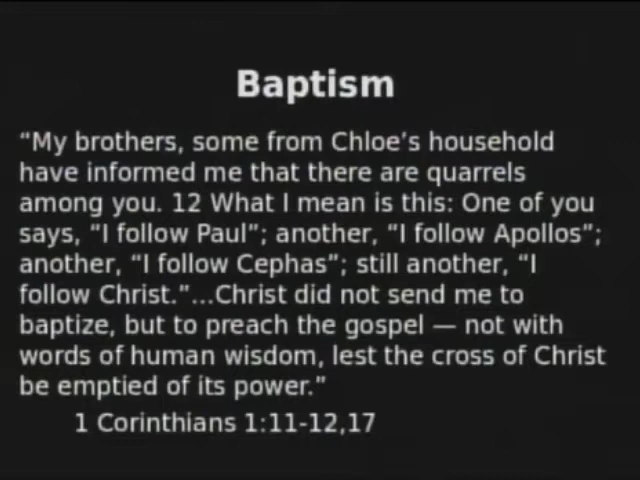 Baptism
“My brothers, some from Chloe’s household
have informed me that there are quarrels
among you. 12 What I mean is this: One of you
says, “I follow Paul”; another, “I follow Apollos”;
another, “I follow Cephas”; still another, “I
follow Christ.”...Christ did not send me to
baptize, but to preach the gospel — not with
words of human wisdom, lest the cross of Christ
be emptied of its power.”
1 Corinthians 1:11-12,17